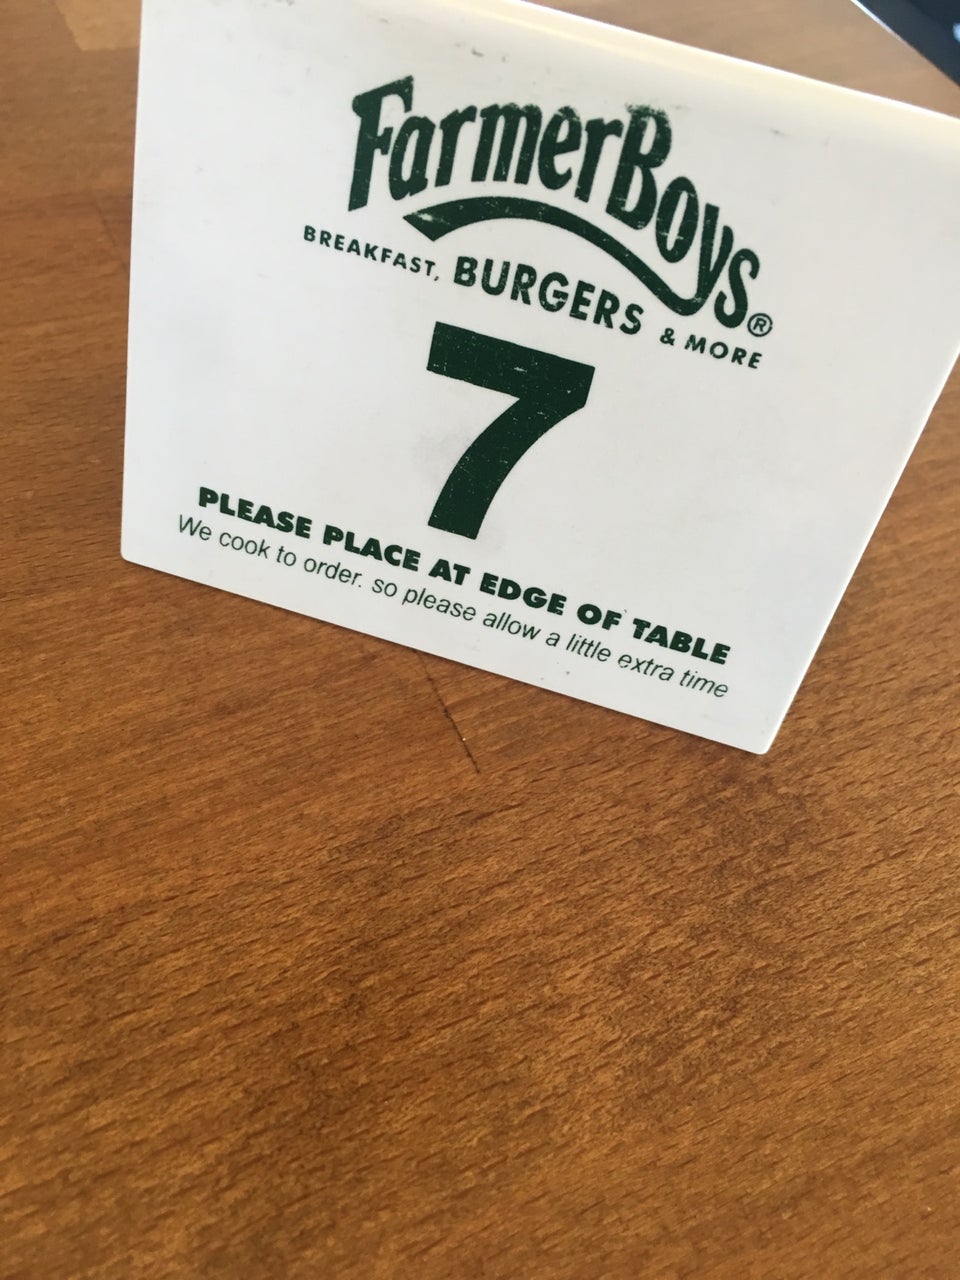 FarmerBoys®
BREAKFAST, BURGERS & MORE
7
PLEASE PLACE AT EDGE OF TABLE
We cook to order. so please allow a little extra time